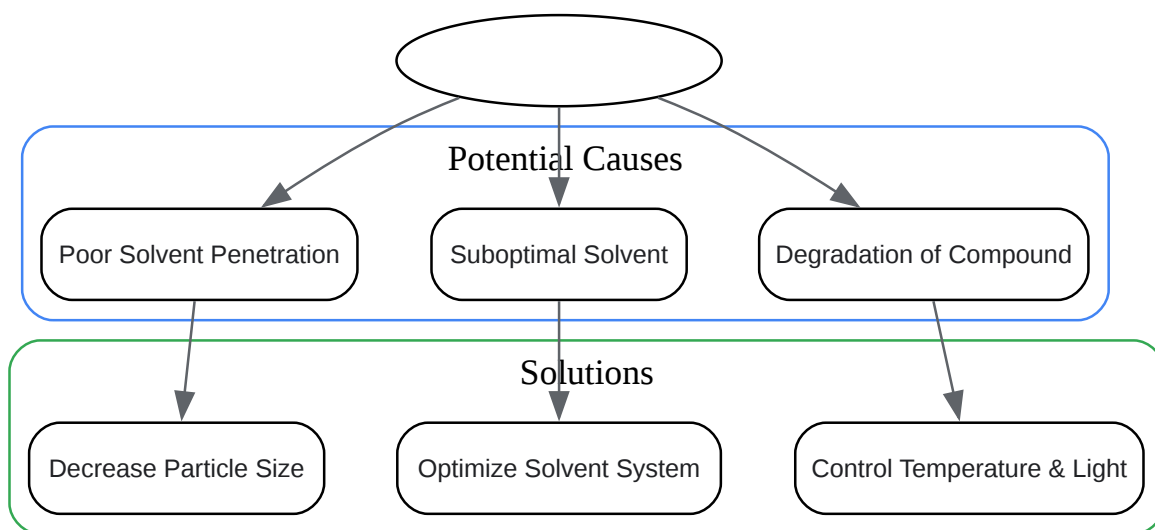 Potential Causes
Poor Solvent Penetration
Suboptimal Solvent
Degradation of Compound
Solutions
Decrease Particle Size
Optimize Solvent System
Control Temperature & Light